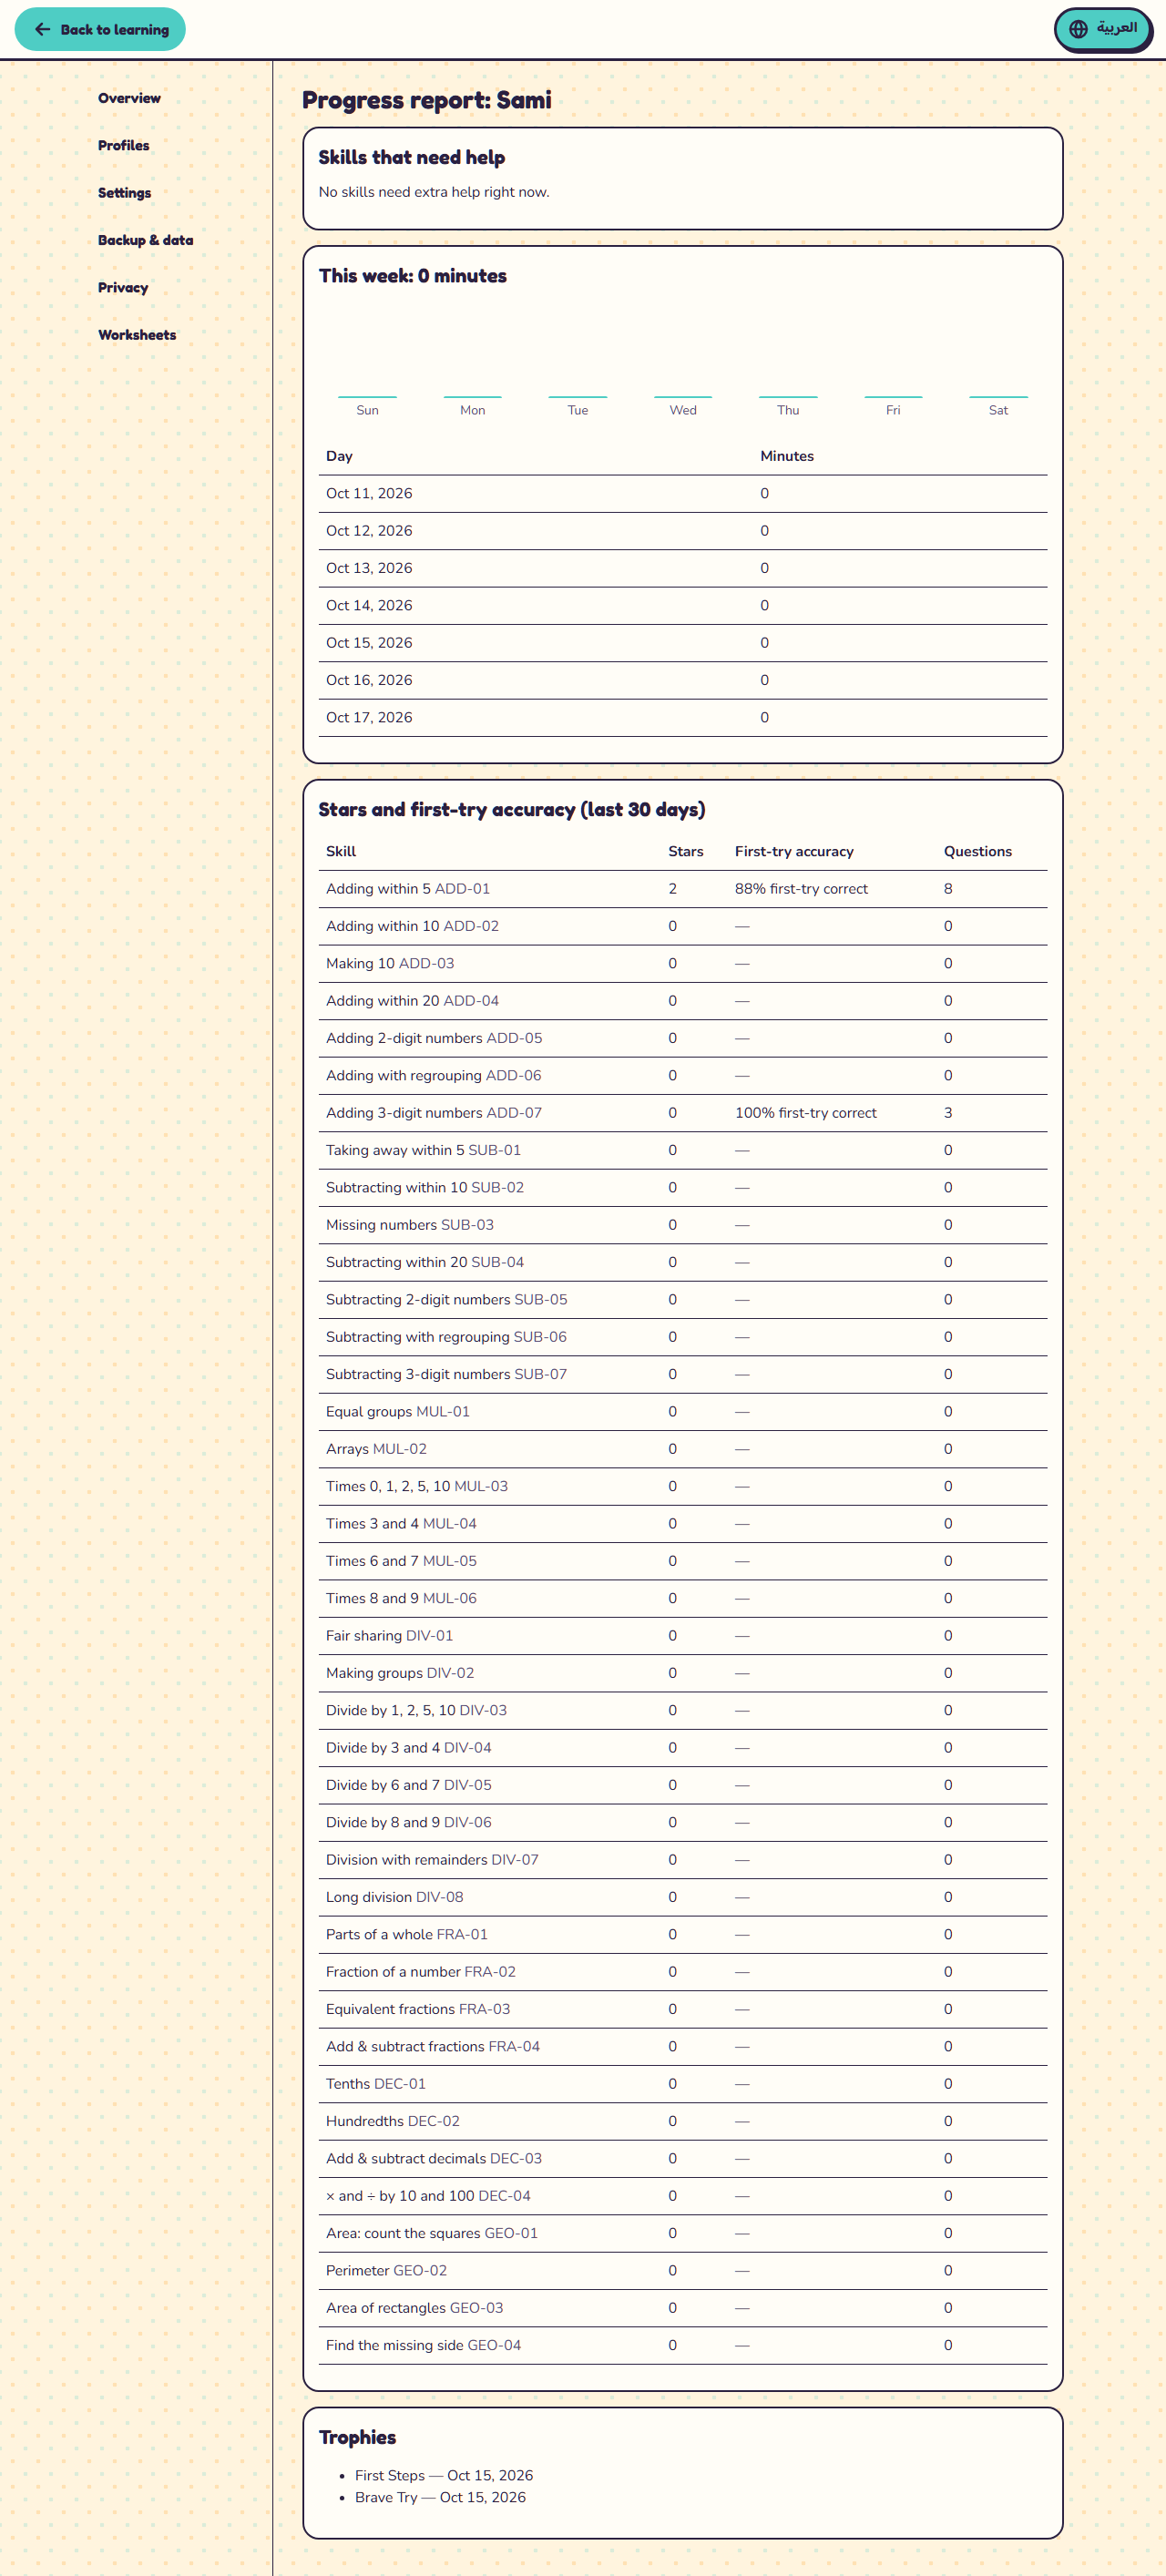 Back to learning
العربية
Overview
Profiles
Settings
Backup & data
Privacy
Worksheets
Progress report: Sami
Skills that need help
No skills need extra help right now.
This week: 0 minutes
Sun Mon Tue Wed Thu Fri Sat
Day Minutes
Oct 11, 2026 0
Oct 12, 2026 0
Oct 13, 2026 0
Oct 14, 2026 0
Oct 15, 2026 0
Oct 16, 2026 0
Oct 17, 2026 0
Stars and first-try accuracy (last 30 days)
Skill Stars First-try accuracy Questions
Adding within 5 ADD-01 2 88% first-try correct 8
Adding within 10 ADD-02 0 — 0
Making 10 ADD-03 0 — 0
Adding within 20 ADD-04 0 — 0
Adding 2-digit numbers ADD-05 0 — 0
Adding with regrouping ADD-06 0 — 0
Adding 3-digit numbers ADD-07 0 100% first-try correct 3
Taking away within 5 SUB-01 0 — 0
Subtracting within 10 SUB-02 0 — 0
Missing numbers SUB-03 0 — 0
Subtracting within 20 SUB-04 0 — 0
Subtracting 2-digit numbers SUB-05 0 — 0
Subtracting with regrouping SUB-06 0 — 0
Subtracting 3-digit numbers SUB-07 0 — 0
Equal groups MUL-01 0 — 0
Arrays MUL-02 0 — 0
Times 0, 1, 2, 5, 10 MUL-03 0 — 0
Times 3 and 4 MUL-04 0 — 0
Times 6 and 7 MUL-05 0 — 0
Times 8 and 9 MUL-06 0 — 0
Fair sharing DIV-01 0 — 0
Making groups DIV-02 0 — 0
Divide by 1, 2, 5, 10 DIV-03 0 — 0
Divide by 3 and 4 DIV-04 0 — 0
Divide by 6 and 7 DIV-05 0 — 0
Divide by 8 and 9 DIV-06 0 — 0
Division with remainders DIV-07 0 — 0
Long division DIV-08 0 — 0
Parts of a whole FRA-01 0 — 0
Fraction of a number FRA-02 0 — 0
Equivalent fractions FRA-03 0 — 0
Add & subtract fractions FRA-04 0 — 0
Tenths DEC-01 0 — 0
Hundredths DEC-02 0 — 0
Add & subtract decimals DEC-03 0 — 0
× and ÷ by 10 and 100 DEC-04 0 — 0
Area: count the squares GEO-01 0 — 0
Perimeter GEO-02 0 — 0
Area of rectangles GEO-03 0 — 0
Find the missing side GEO-04 0 — 0
Trophies
• First Steps — Oct 15, 2026
• Brave Try — Oct 15, 2026